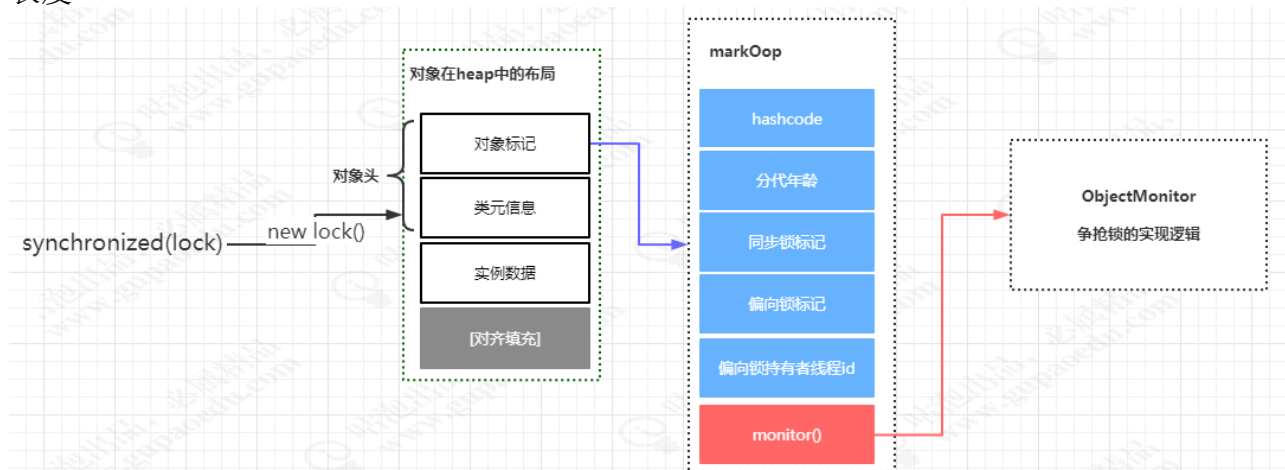 长度
synchronized(lock)
new lock()
对象头
对象在heap中的布局
对象标记
类元信息
实例数据
[对齐填充]
markOop
hashcode
分代年龄
同步锁标记
偏向锁标记
偏向锁持有者线程id
monitor()
ObjectMonitor
争抢锁的实现逻辑